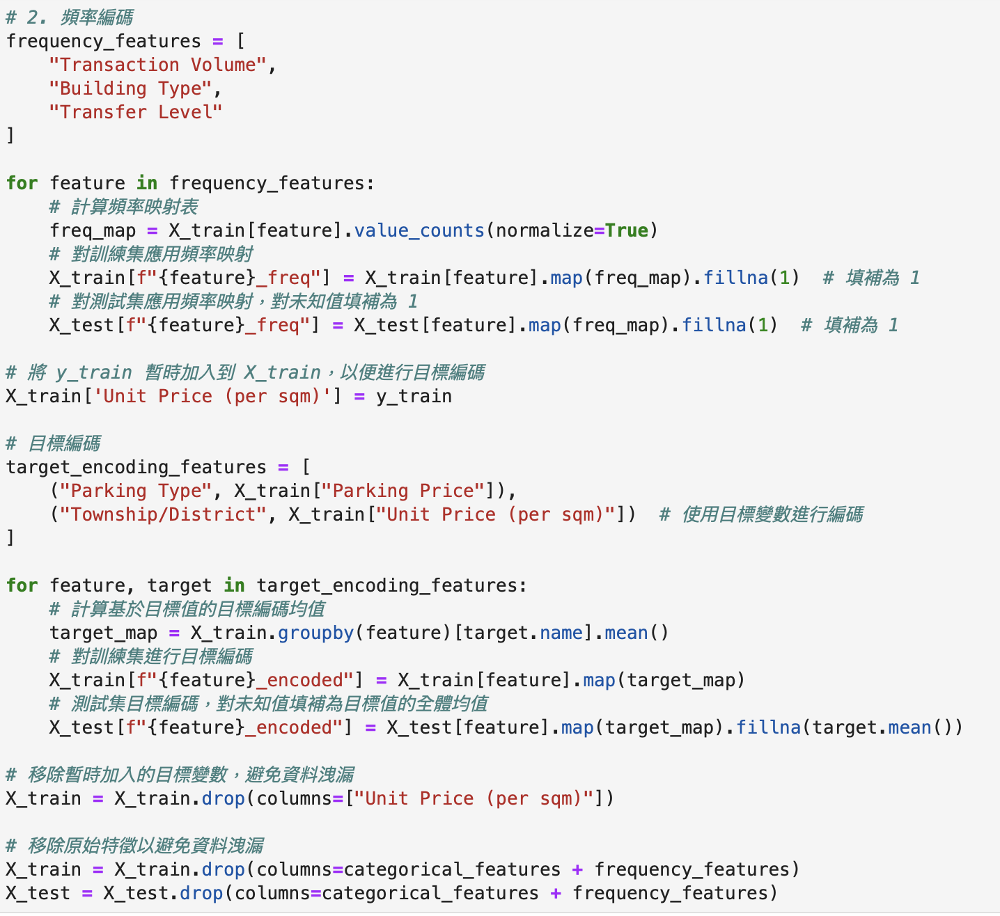 # 2. 頻率編碼
frequency_features = [
    "Transaction Volume",
    "Building Type",
    "Transfer Level"
]
for feature in frequency_features:
    # 計算頻率映射表
    freq_map = X_train[feature].value_counts(normalize=True)
    # 對訓練集應用頻率映射
    X_train[f"{feature}_freq"] = X_train[feature].map(freq_map).fillna(1)  # 填補為 1
    # 對測試集應用頻率映射，對未知值填補為 1
    X_test[f"{feature}_freq"] = X_test[feature].map(freq_map).fillna(1)  # 填補為 1
# 將 y_train 暫時加入到 X_train，以便進行目標編碼
X_train['Unit Price (per sqm)'] = y_train
# 目標編碼
target_encoding_features = [
    ("Parking Type", X_train["Parking Price"]),
    ("Township/District", X_train["Unit Price (per sqm)"])  # 使用目標變數進行編碼
]
for feature, target in target_encoding_features:
    # 計算基於目標值的目標編碼均值
    target_map = X_train.groupby(feature)[target.name].mean()
    # 對訓練集進行目標編碼
    X_train[f"{feature}_encoded"] = X_train[feature].map(target_map)
    # 測試集目標編碼，對未知值填補為目標值的全體均值
    X_test[f"{feature}_encoded"] = X_test[feature].map(target_map).fillna(target.mean())
# 移除暫時加入的目標變數，避免資料洩漏
X_train = X_train.drop(columns=["Unit Price (per sqm)"])
# 移除原始特徵以避免資料洩漏
X_train = X_train.drop(columns=categorical_features + frequency_features)
X_test = X_test.drop(columns=categorical_features + frequency_features)